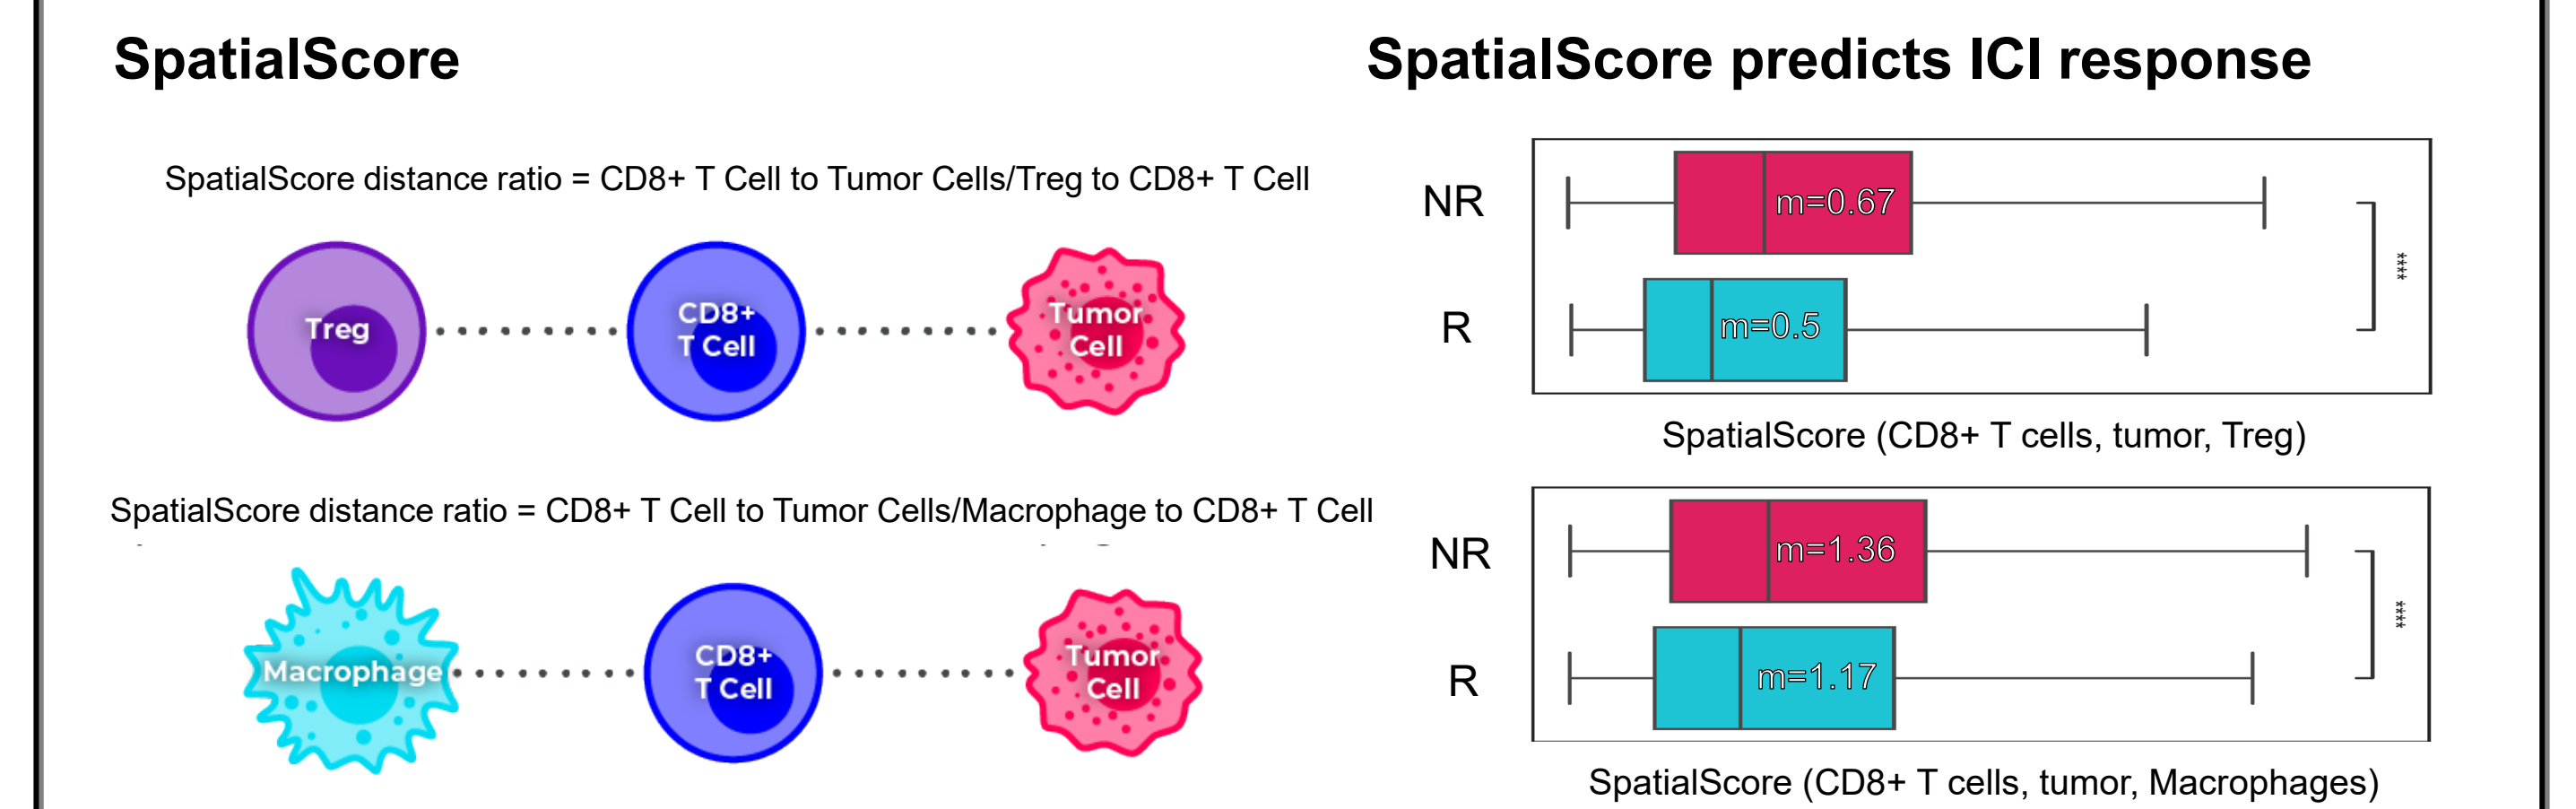 SpatialScore
SpatialScore distance ratio = CD8+ T Cell to Tumor Cells/Treg to CD8+ T Cell
Treg
CD8+
T Cell
Tumor
Cell
SpatialScore distance ratio = CD8+ T Cell to Tumor Cells/Macrophage to CD8+ T Cell
Macrophage
CD8+
T Cell
Tumor
Cell
SpatialScore predicts ICI response
NR
m=0.67
R
m=0.5
****
SpatialScore (CD8+ T cells, tumor, Treg)
NR
m=1.36
R
m=1.17
****
SpatialScore (CD8+ T cells, tumor, Macrophages)